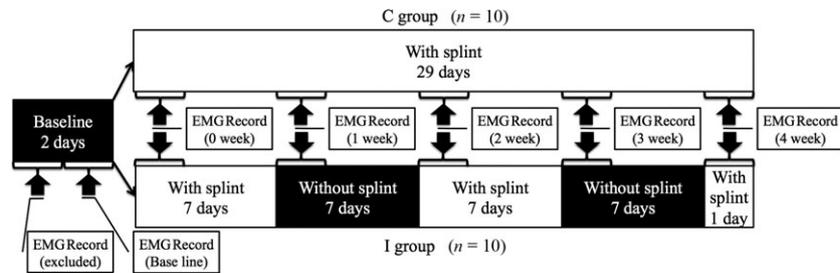 C group (n = 10)
With splint
29 days
Baseline
2 days
EMG Record
(0 week)
EMG Record
(1 week)
EMG Record
(2 week)
EMG Record
(3 week)
EMG Record
(4 week)
With splint
7 days
Without splint
7 days
With splint
7 days
Without splint
7 days
With
splint
1 day
EMG Record
(excluded)
EMG Record
(Base line)
I group (n = 10)